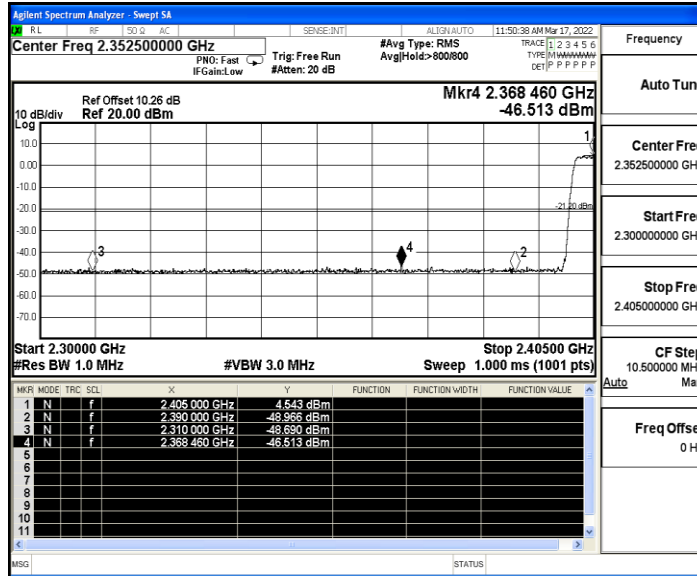 Agilent Spectrum Analyzer - Swept SA
RL RF 50 Ω AC SENSE:INT ALIGN AUTO 11:50:38 AM Mar 17, 2022
Center Freq 2.352500000 GHz #Avg Type: RMS TRACE 1 2 3 4 5 6
PNO: Fast Trig: Free Run Avg|Hold:>800/800 TYPE M
IFGain:Low #Atten: 20 dB DET P P P P P P
Mkr4 2.368 460 GHz
Ref Offset 10.26 dB
10 dB/div Ref 20.00 dBm -46.513 dBm
Log
10.0
0.00
-10.0
-20.0
-30.0
-40.0
-50.0
-60.0
-70.0
1
-21.20 dBm
3
4
2
Start 2.30000 GHz Stop 2.40500 GHz
#Res BW 1.0 MHz #VBW 3.0 MHz Sweep 1.000 ms (1001 pts)
MKR MODE TRC SCL X Y FUNCTION FUNCTION WIDTH FUNCTION VALUE
1 N f 2.405 000 GHz 4.543 dBm
2 N f 2.390 000 GHz -48.966 dBm
3 N f 2.310 000 GHz -48.690 dBm
4 N f 2.368 460 GHz -46.513 dBm
5
6
7
8
9
10
11
MSG STATUS
Frequency
Auto Tun
Center Fre
2.352500000 GH
Start Fre
2.300000000 GH
Stop Fre
2.405000000 GH
CF Ste
10.500000 MH
Auto Ma
Freq Offse
0 H